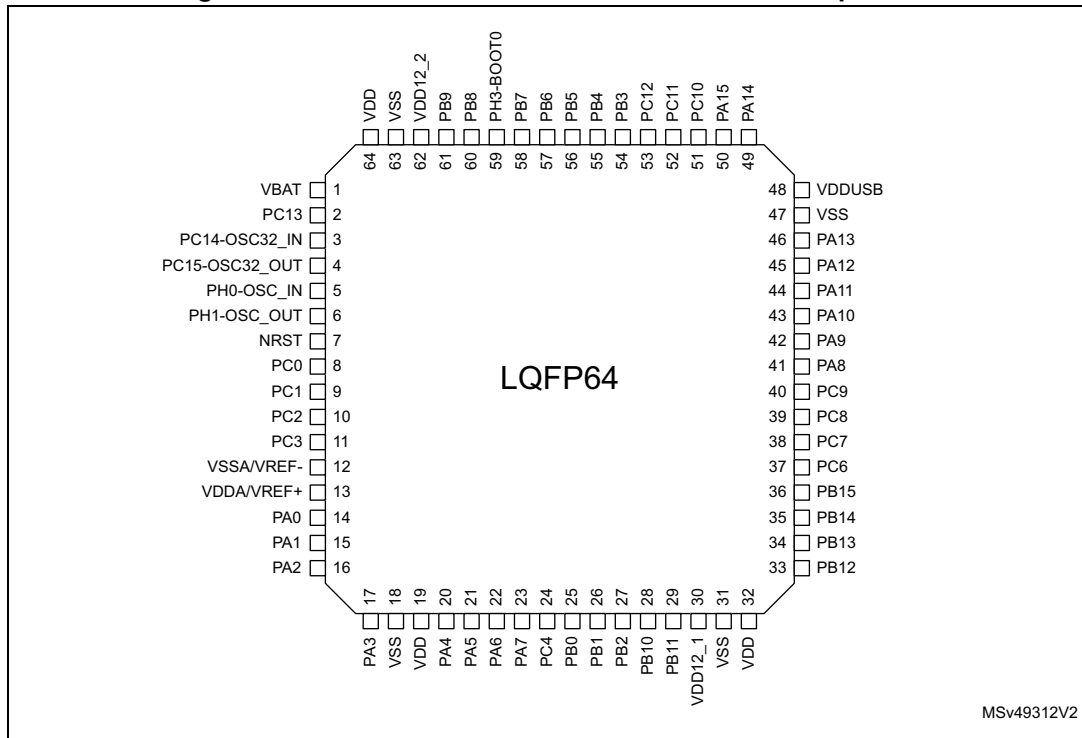 64 VDD
63 VSS
62 VDD12_2
61 PB9
60 PB8
59 PH3-BOOT0
58 PB7
57 PB6
56 PB5
55 PB4
54 PB3
53 PC12
52 PC11
51 PC10
50 PA15
49 PA14
VBAT 1
PC13 2
PC14-OSC32_IN 3
PC15-OSC32_OUT 4
PH0-OSC_IN 5
PH1-OSC_OUT 6
NRST 7
PC0 8
PC1 9
PC2 10
PC3 11
VSSA/VREF- 12
VDDA/VREF+ 13
PA0 14
PA1 15
PA2 16
LQFP64
48 VDDUSB
47 VSS
46 PA13
45 PA12
44 PA11
43 PA10
42 PA9
41 PA8
40 PC9
39 PC8
38 PC7
37 PC6
36 PB15
35 PB14
34 PB13
33 PB12
17 PA3
18 VSS
19 VDD
20 PA4
21 PA5
22 PA6
23 PA7
24 PC4
25 PB0
26 PB1
27 PB2
28 PB10
29 PB11
30 VDD12_1
31 VSS
32 VDD
MSv49312V2